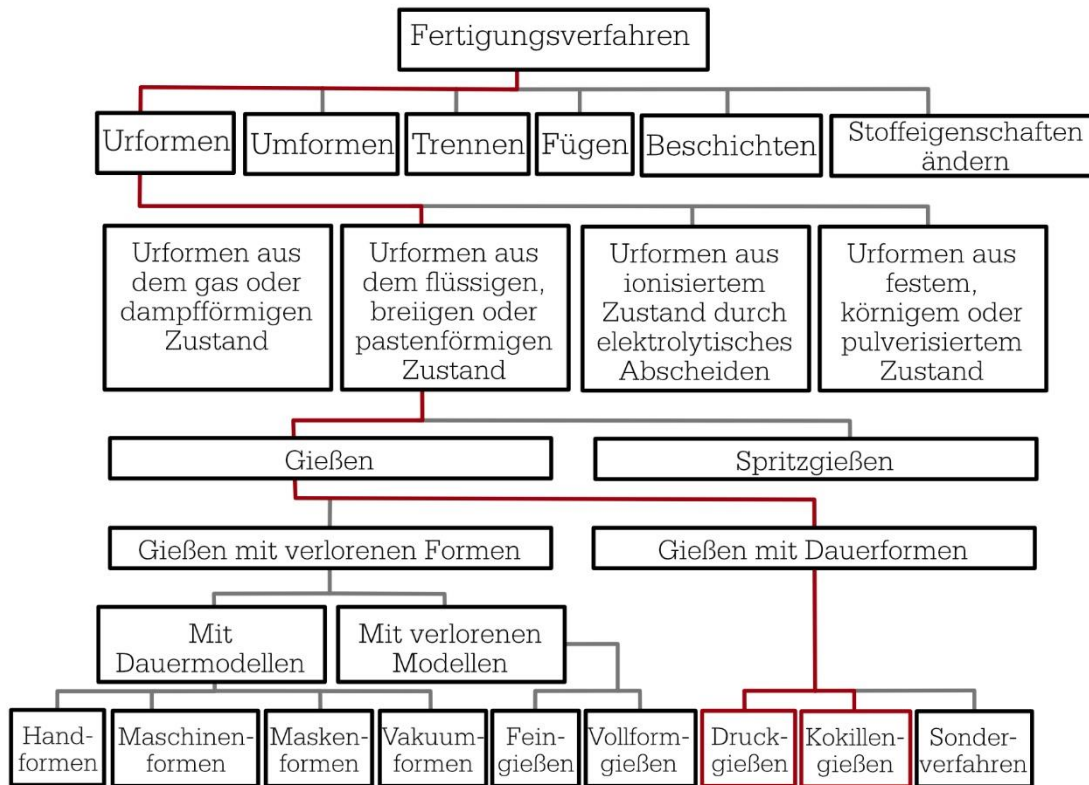 Fertigungsverfahren
Urformen
Umformen
Trennen
Fügen
Beschichten
Stoffeigenschaften
ändern
Urformen aus
dem gas oder
dampfförmigen
Zustand
Urformen aus
dem flüssigen,
breiigen oder
pastenförmigen
Zustand
Urformen aus
ionisiertem
Zustand durch
elektrolytisches
Abscheiden
Urformen aus
festem,
körnigem oder
pulverisiertem
Zustand
Gießen
Spritzgießen
Gießen mit verlorenen Formen
Gießen mit Dauerformen
Mit
Dauermodellen
Mit verlorenen
Modellen
Hand-
formen
Maschinen-
formen
Masken-
formen
Vakuum-
formen
Fein-
gießen
Vollform-
gießen
Druck-
gießen
Kokillen-
gießen
Sonder-
verfahren